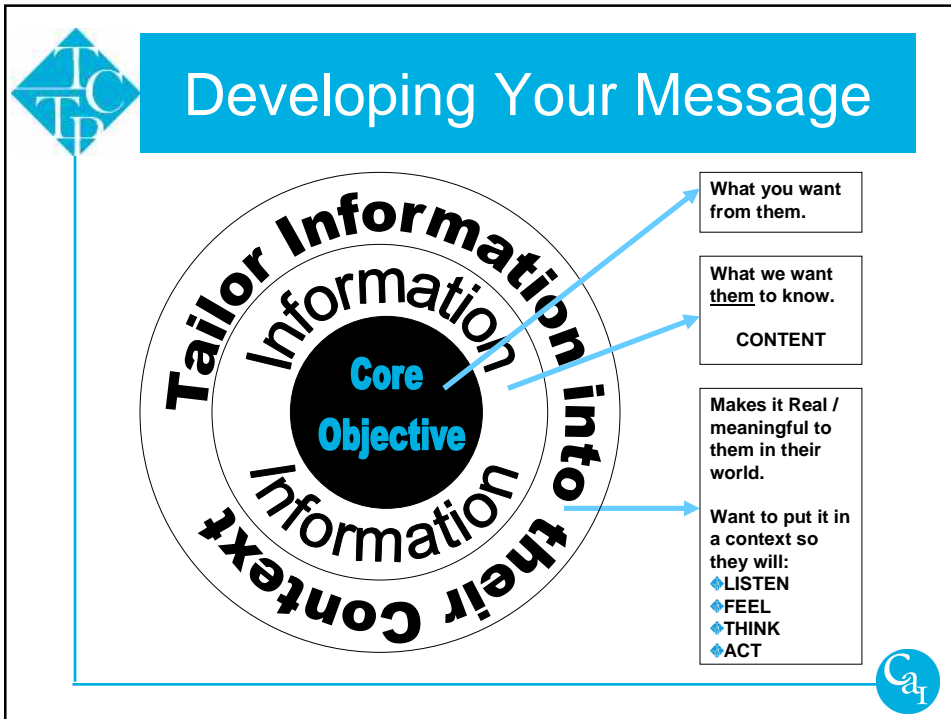 TCTP
Developing Your Message
Tailor Information into their Context
Information
Core
Objective
Information
What you want
from them.
What we want
them to know.
CONTENT
Makes it Real /
meaningful to
them in their
world.
Want to put it in
a context so
they will:
LISTEN
FEEL
THINK
ACT
CaI